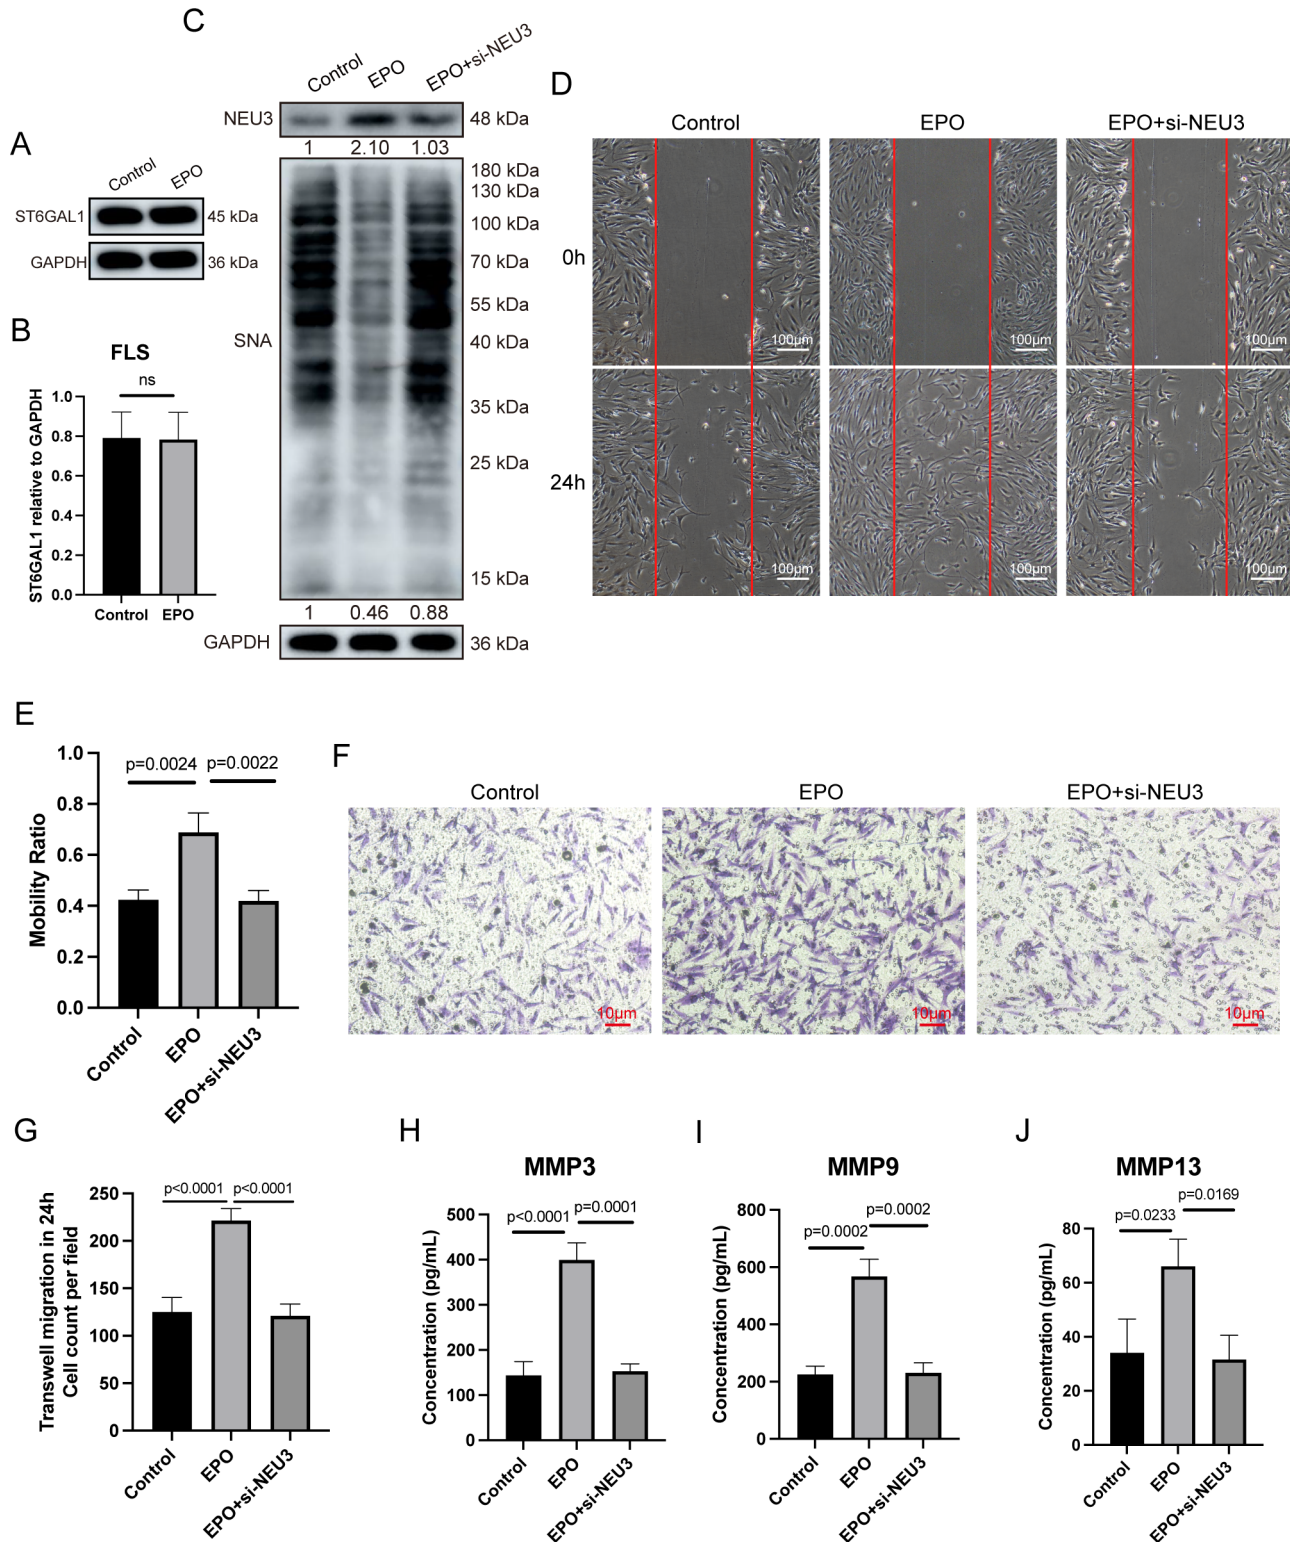 A
Control
EPO
ST6GAL1
45 kDa
GAPDH
36 kDa
B
FLS
ns
ST6GAL1 relative to GAPDH
1.0
0.8
0.6
0.4
0.2
0.0
Control
EPO
C
Control
EPO
EPO+si-NEU3
NEU3
48 kDa
1 2.10 1.03
180 kDa
130 kDa
100 kDa
70 kDa
55 kDa
SNA
40 kDa
35 kDa
25 kDa
15 kDa
1 0.46 0.88
GAPDH
36 kDa
D
Control
EPO
EPO+si-NEU3
0h
100μm
100μm
100μm
24h
100μm
100μm
100μm
E
p=0.0024
p=0.0022
Mobility Ratio
1.0
0.8
0.6
0.4
0.2
0.0
Control
EPO
EPO+si-NEU3
F
Control
EPO
EPO+si-NEU3
10μm
10μm
10μm
G
p<0.0001
p<0.0001
Transwell migration in 24h
Cell count per field
250
200
150
100
50
0
Control
EPO
EPO+si-NEU3
H
MMP3
p<0.0001
p=0.0001
Concentration (pg/mL)
500
400
300
200
100
0
Control
EPO
EPO+si-NEU3
I
MMP9
p=0.0002
p=0.0002
Concentration (pg/mL)
800
600
400
200
0
Control
EPO
EPO+si-NEU3
J
MMP13
p=0.0233
p=0.0169
Concentration (pg/mL)
80
60
40
20
0
Control
EPO
EPO+si-NEU3